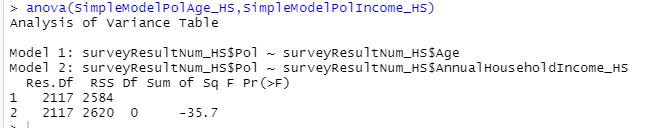 > anova(SimpleModelPolAge_HS,SimpleModelPolIncome_HS)
Analysis of Variance Table

Model 1: surveyResultNum_HS$Pol ~ surveyResultNum_HS$Age
Model 2: surveyResultNum_HS$Pol ~ surveyResultNum_HS$AnnualHouseholdIncome_HS
  Res.Df  RSS Df Sum of Sq F Pr(>F)
1   2117 2584
2   2117 2620  0     -35.7
>